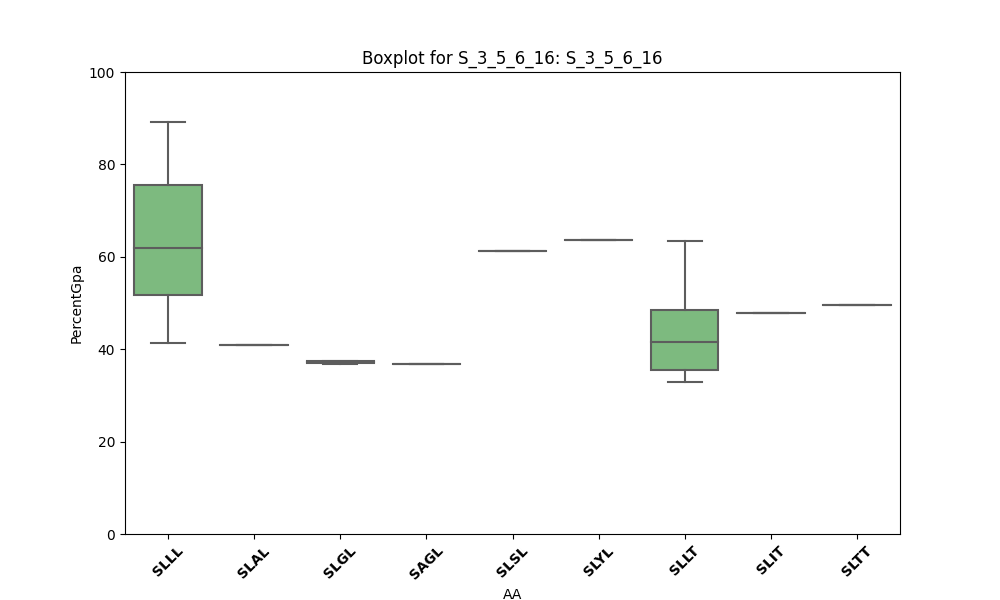 Boxplot for S_3_5_6_16: S_3_5_6_16
100
80
60
40
20
0
PercentGpa
SLLL
SLAL
SLGL
SAGL
SLSL
SLYL
SLLT
SLIT
SLTT
AA